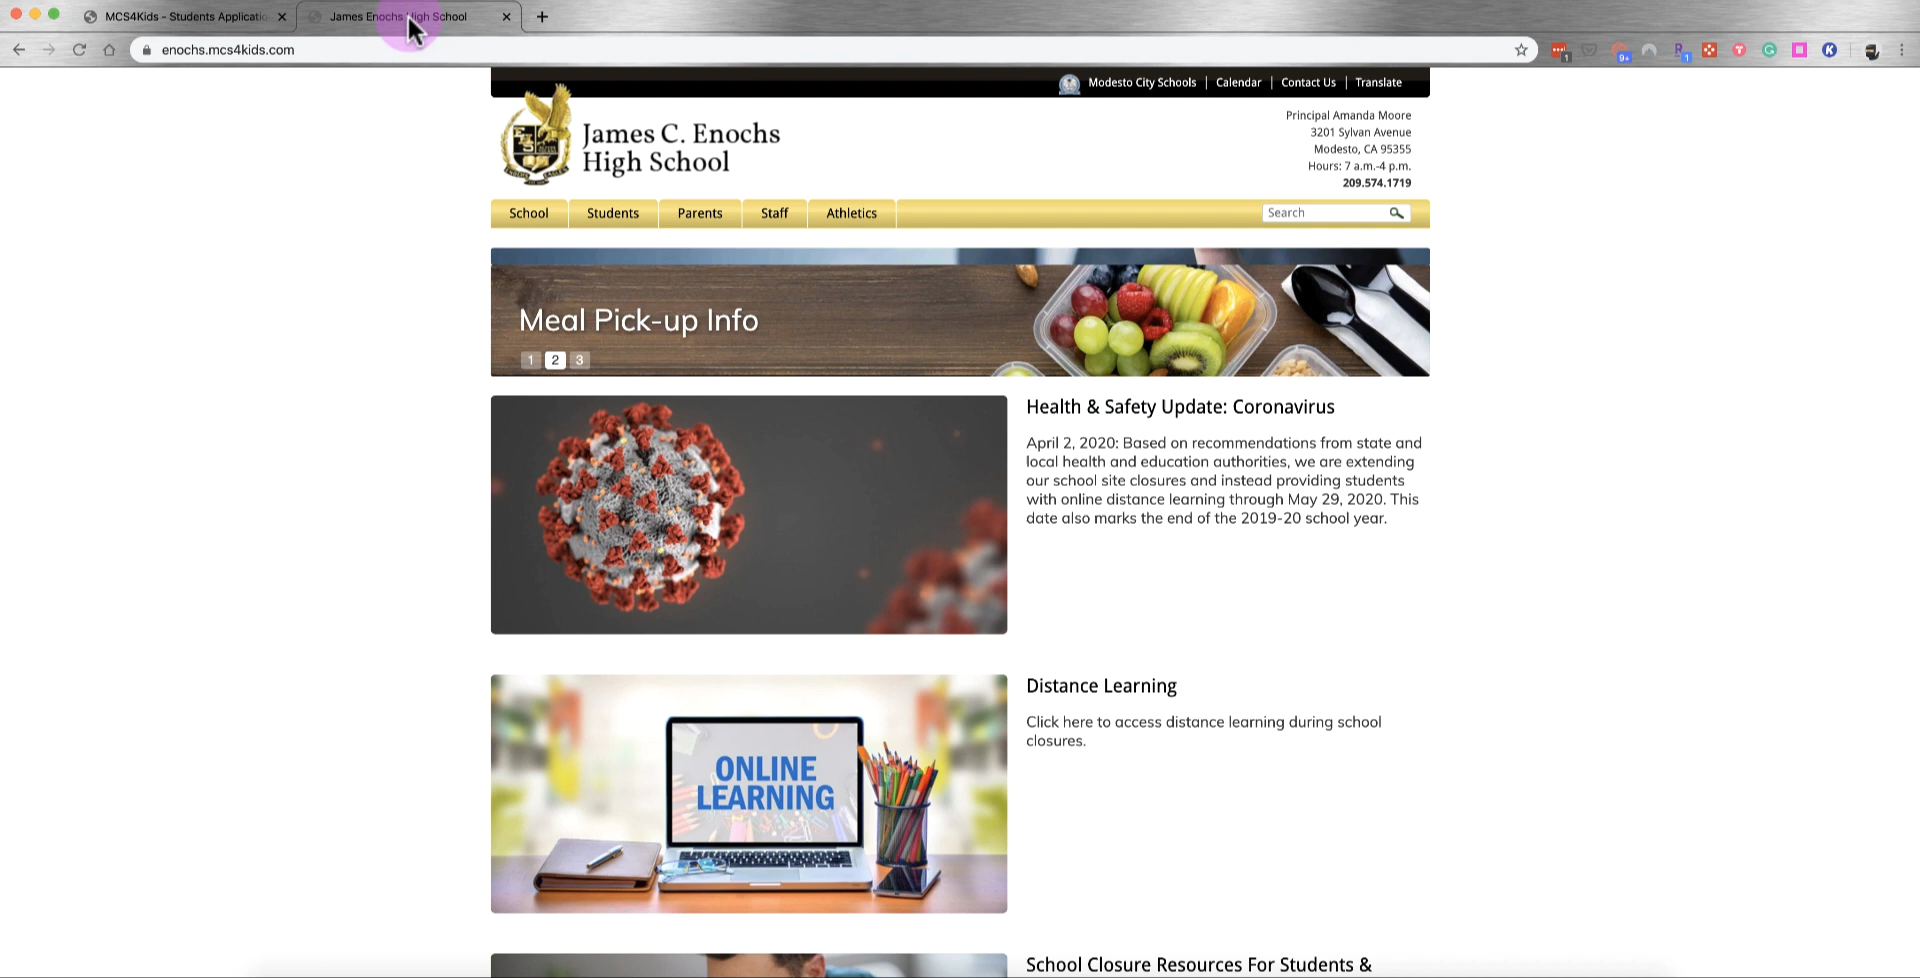 MCS4Kids - Students Applicatio
James Enochs High School
enochs.mcs4kids.com
Modesto City Schools | Calendar | Contact Us | Translate
James C. Enochs
High School
Principal Amanda Moore
3201 Sylvan Avenue
Modesto, CA 95355
Hours: 7 a.m.-4 p.m.
209.574.1719
School Students Parents Staff Athletics
Search
Meal Pick-up Info
1 2 3
Health & Safety Update: Coronavirus
April 2, 2020: Based on recommendations from state and
local health and education authorities, we are extending
our school site closures and instead providing students
with online distance learning through May 29, 2020. This
date also marks the end of the 2019-20 school year.
ONLINE
LEARNING
Distance Learning
Click here to access distance learning during school
closures.
School Closure Resources For Students &